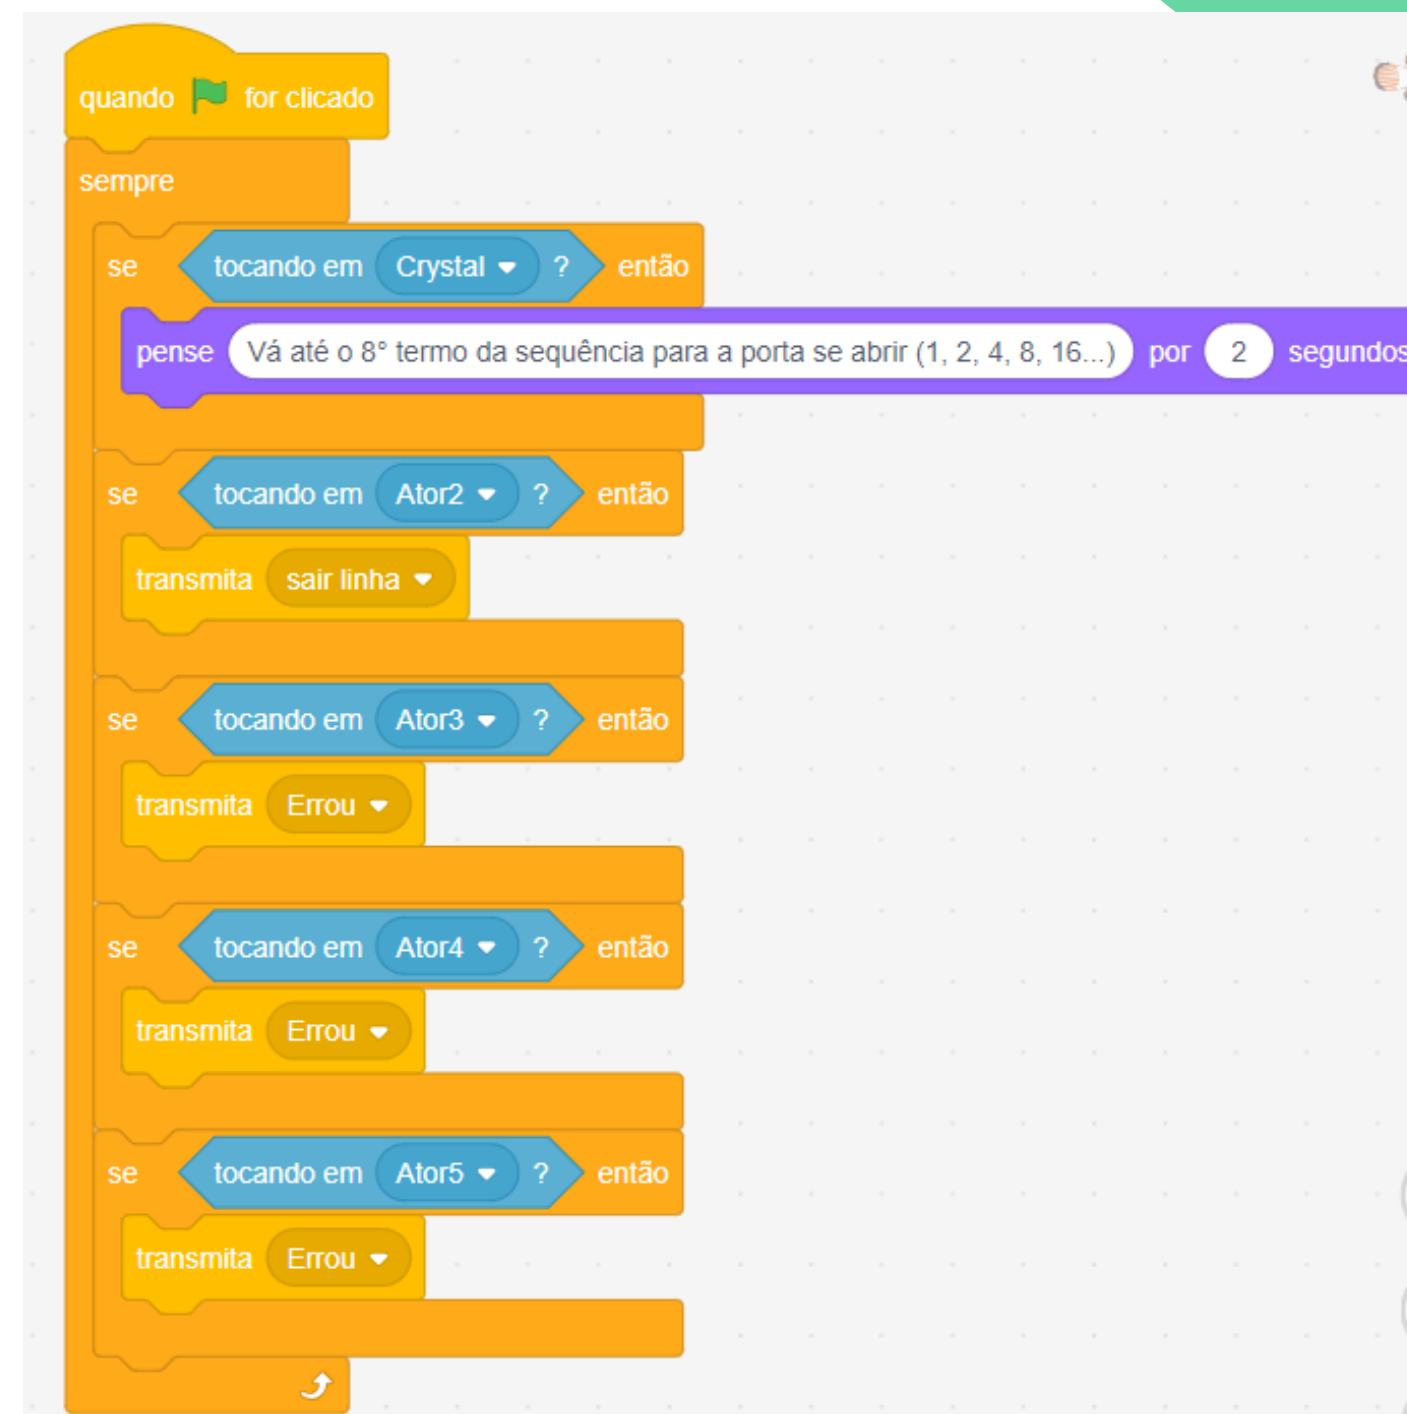 quando for clicado
sempre
se tocando em Crystal ? então
pense Vá até o 8° termo da sequência para a porta se abrir (1, 2, 4, 8, 16...) por 2 segundos
se tocando em Ator2 ? então
transmita sair linha
se tocando em Ator3 ? então
transmita Errou
se tocando em Ator4 ? então
transmita Errou
se tocando em Ator5 ? então
transmita Errou